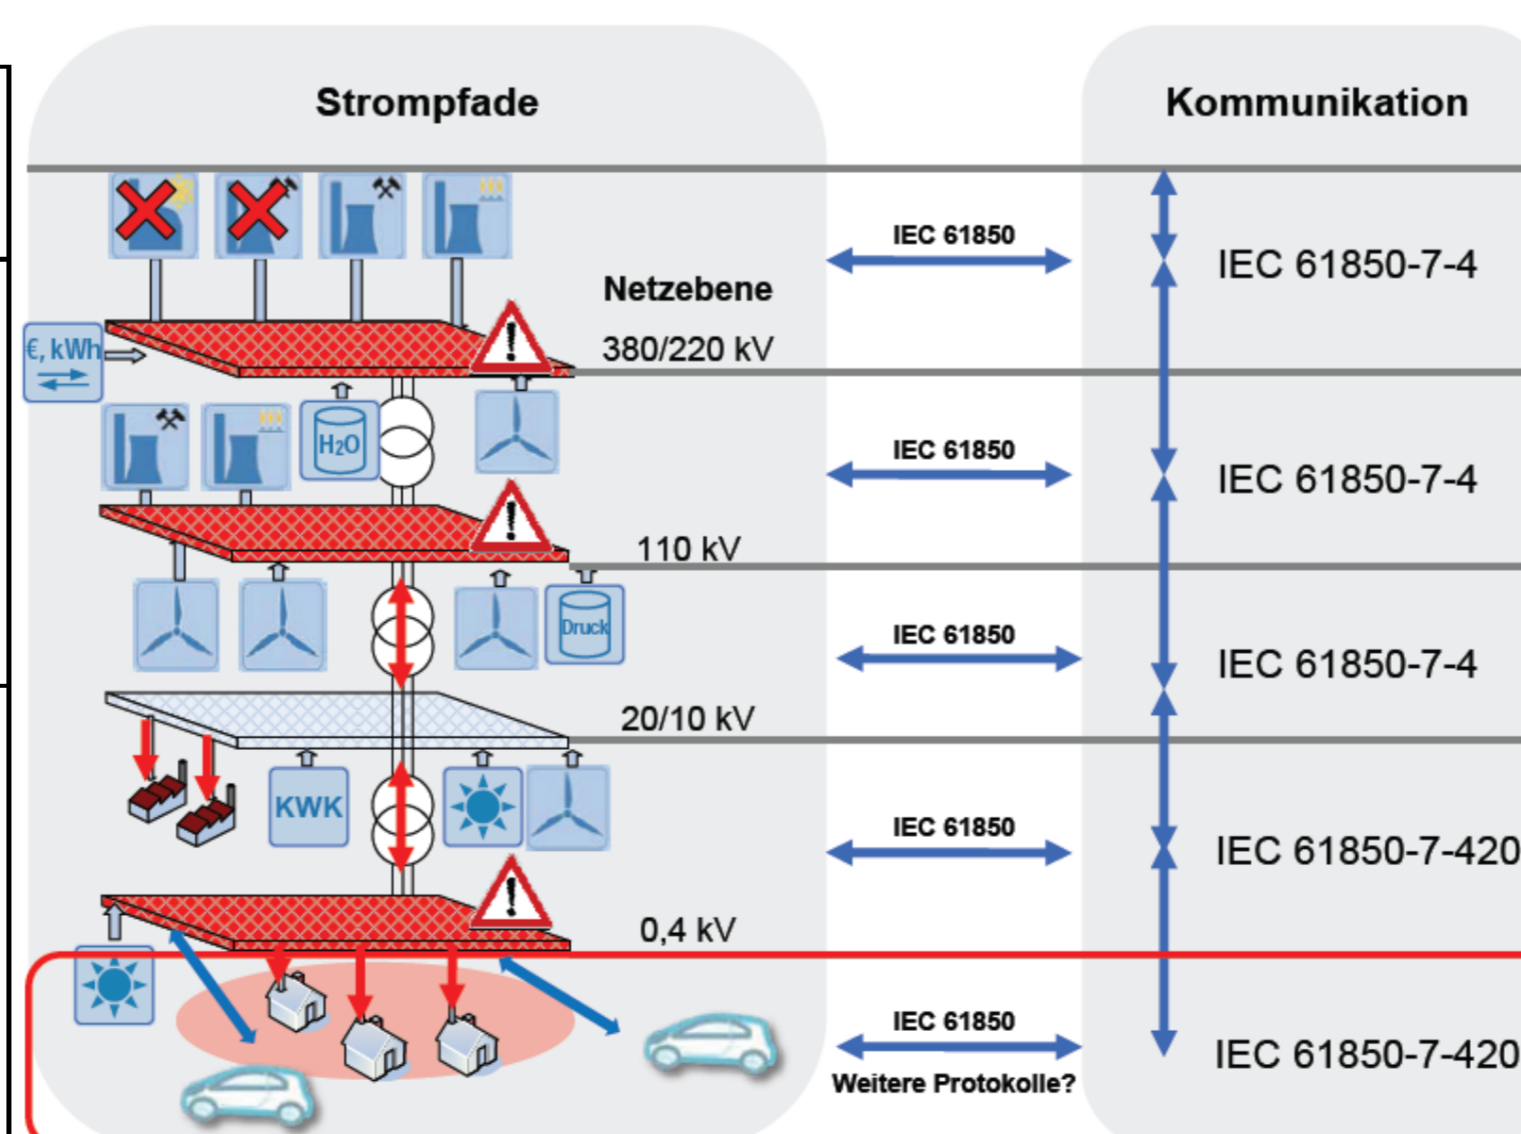 Strompfade
Kommunikation
IEC 61850
IEC 61850-7-4
Netzebene
380/220 kV
€, kWh
H2O
IEC 61850
IEC 61850-7-4
110 kV
Druck
IEC 61850
IEC 61850-7-4
20/10 kV
KWK
IEC 61850
IEC 61850-7-420
0,4 kV
IEC 61850
IEC 61850-7-420
Weitere Protokolle?